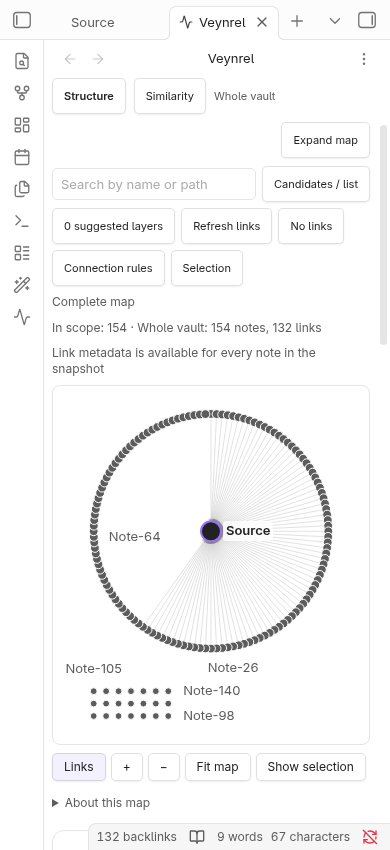 Source
Veynrel
Veynrel
Structure
Similarity
Whole vault
Expand map
Search by name or path
Candidates / list
0 suggested layers
Refresh links
No links
Connection rules
Selection
Complete map
In scope: 154 · Whole vault: 154 notes, 132 links
Link metadata is available for every note in the
snapshot
Source
Note-64
Note-105
Note-26
Note-140
Note-98
Links
+
−
Fit map
Show selection
About this map
132 backlinks
9 words
67 characters